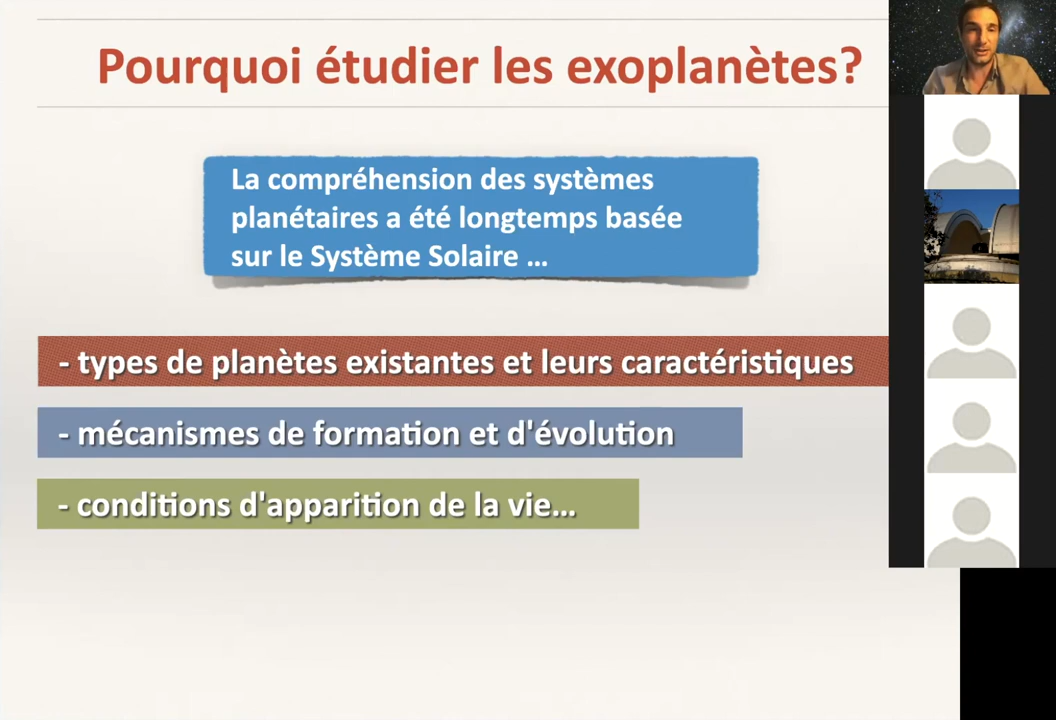 Pourquoi étudier les exoplanètes?
La compréhension des systèmes
planétaires a été longtemps basée
sur le Système Solaire ...
- types de planètes existantes et leurs caractéristiques
- mécanismes de formation et d'évolution
- conditions d'apparition de la vie...